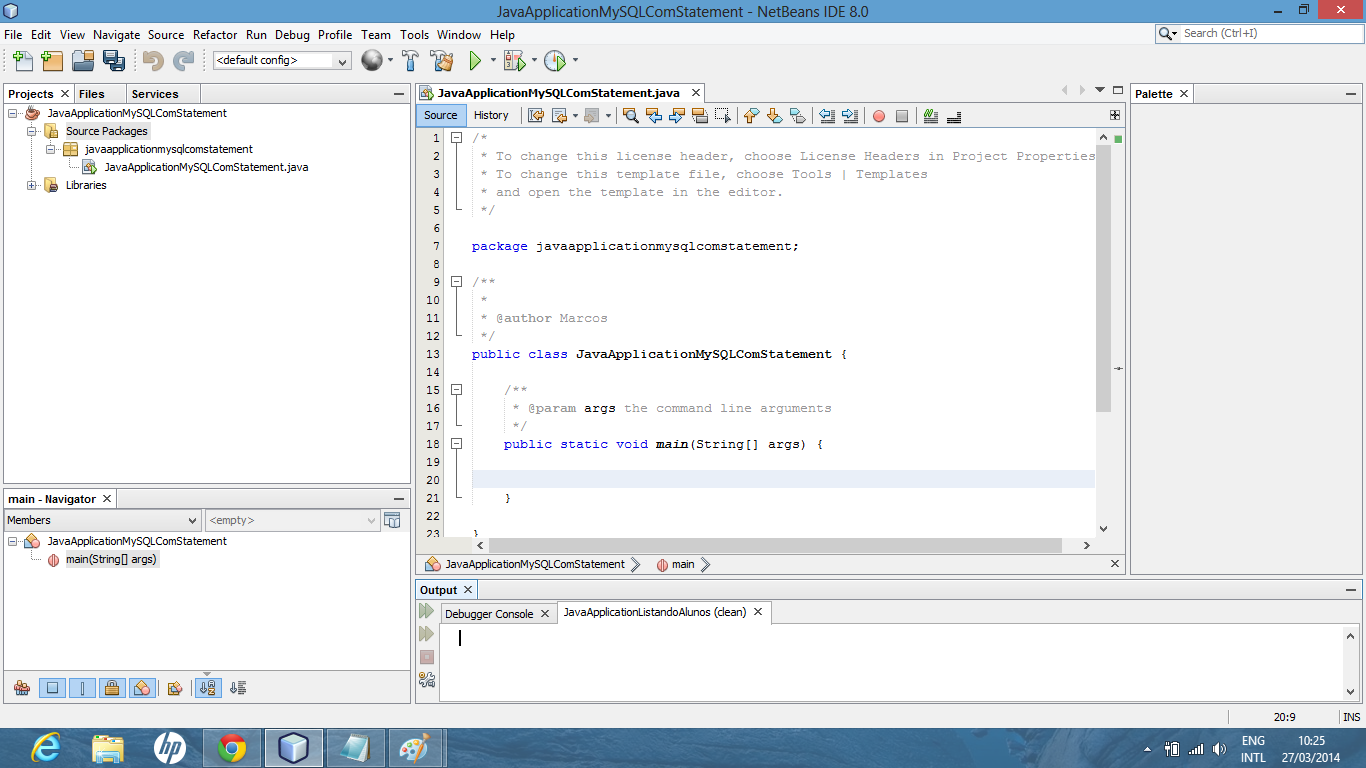 JavaApplicationMySQLComStatement - NetBeans IDE 8.0
File Edit View Navigate Source Refactor Run Debug Profile Team Tools Window Help
Search (Ctrl+I)
<default config>
Projects Files Services
JavaApplicationMySQLComStatement
Source Packages
javaapplicationmysqlcomstatement
JavaApplicationMySQLComStatement.java
Libraries
main - Navigator
Members <empty>
JavaApplicationMySQLComStatement
main(String[] args)
JavaApplicationMySQLComStatement.java
Source History
1 /*
2 * To change this license header, choose License Headers in Project Properties
3 * To change this template file, choose Tools | Templates
4 * and open the template in the editor.
5 */
6
7 package javaapplicationmysqlcomstatement;
8
9 /**
10 *
11 * @author Marcos
12 */
13 public class JavaApplicationMySQLComStatement {
14
15 /**
16 * @param args the command line arguments
17 */
18 public static void main(String[] args) {
19
20
21 }
22
23 }
JavaApplicationMySQLComStatement main
Palette
Output
Debugger Console JavaApplicationListandoAlunos (clean)
20:9 INS
ENG 10:25
INTL 27/03/2014